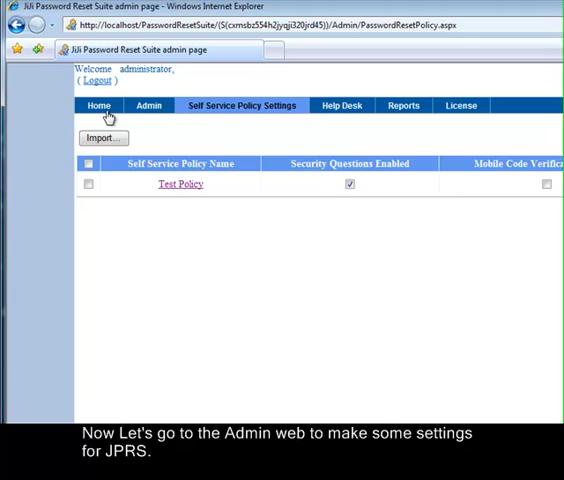 JiJi Password Reset Suite admin page - Windows Internet Explorer
http://localhost/PasswordResetSuite/(S(cxmsbz554h2jyqji320jrd45))/Admin/PasswordResetPolicy.aspx
JiJi Password Reset Suite admin page
Welcome administrator,
( Logout )
Home Admin Self Service Policy Settings Help Desk Reports License
Import...
Self Service Policy Name Security Questions Enabled Mobile Code Verifica
Test Policy
Now Let's go to the Admin web to make some settings
for JPRS.